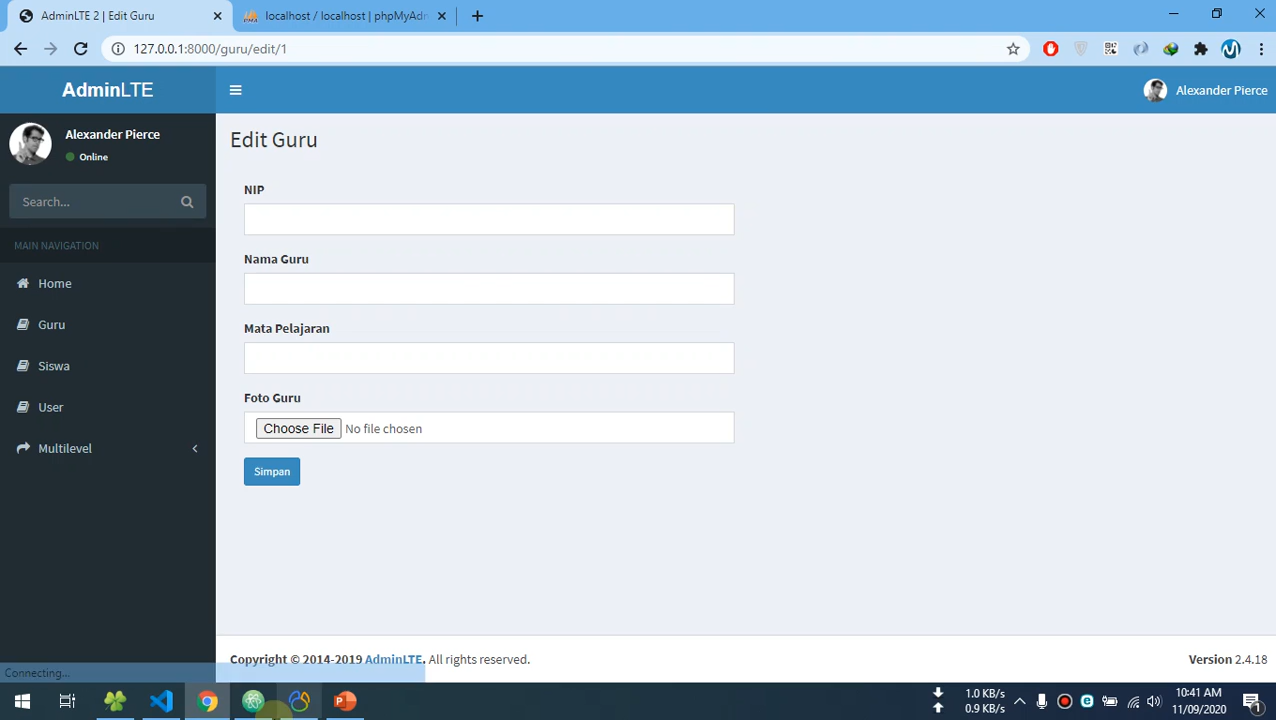 AdminLTE 2 | Edit Guru
localhost / localhost | phpMyAdm
127.0.0.1:8000/guru/edit/1
AdminLTE
Alexander Pierce
Alexander Pierce
Online
Search...
MAIN NAVIGATION
Home
Guru
Siswa
User
Multilevel
Edit Guru
NIP
Nama Guru
Mata Pelajaran
Foto Guru
Choose File No file chosen
Simpan
Copyright © 2014-2019 AdminLTE. All rights reserved.
Version 2.4.18
Connecting...
1.0 KB/s
0.9 KB/s
10:41 AM
11/09/2020
1